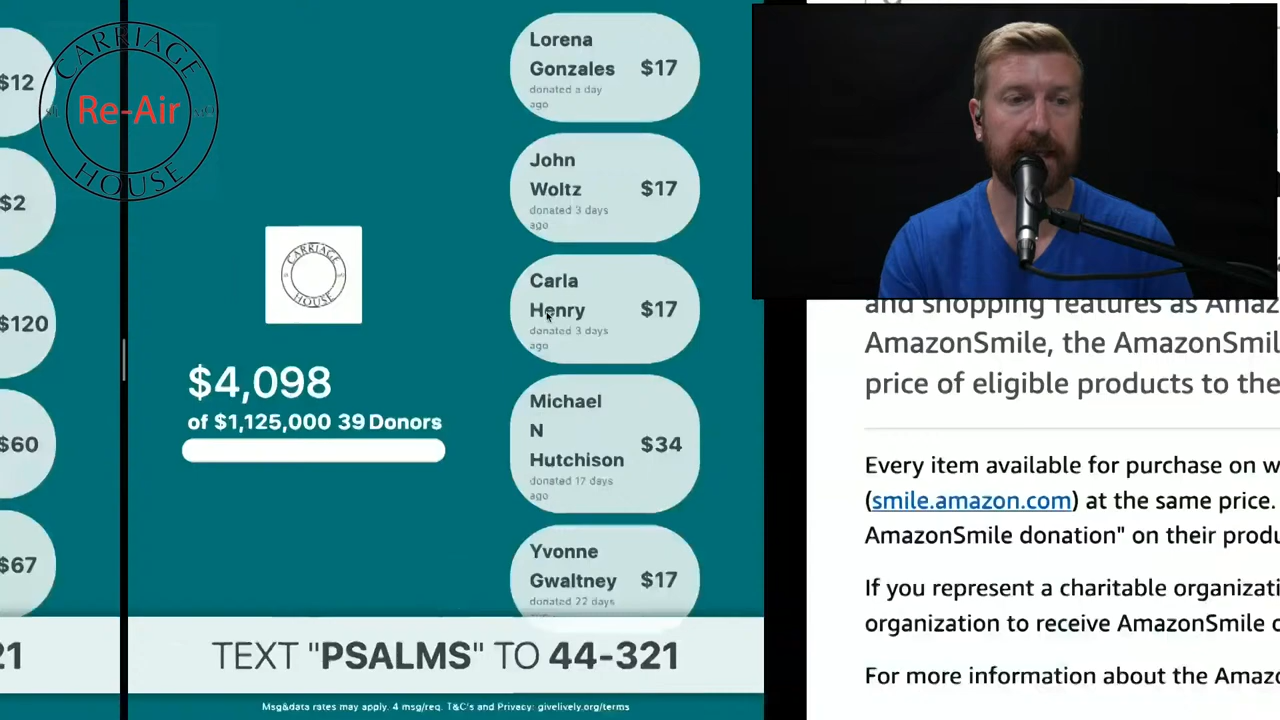 CARRIAGE
Re-Air
HOUSE
$12
$2
$120
$60
$67
21
CARRIAGE
HOUSE
$4,098
of $1,125,000 39 Donors
Lorena
Gonzales $17
donated a day
ago
John
Woltz $17
donated 3 days
ago
Carla
Henry $17
donated 3 days
ago
Michael
N
Hutchison $34
donated 17 days
ago
Yvonne
Gwaltney $17
donated 22 days
TEXT "PSALMS" TO 44-321
Msg&data rates may apply. 4 msg/req. T&C's and Privacy: givelively.org/terms
and shopping features as Amaz
AmazonSmile, the AmazonSmil
price of eligible products to the
Every item available for purchase on w
(smile.amazon.com) at the same price.
AmazonSmile donation" on their produ
If you represent a charitable organizati
organization to receive AmazonSmile
For more information about the Amazo